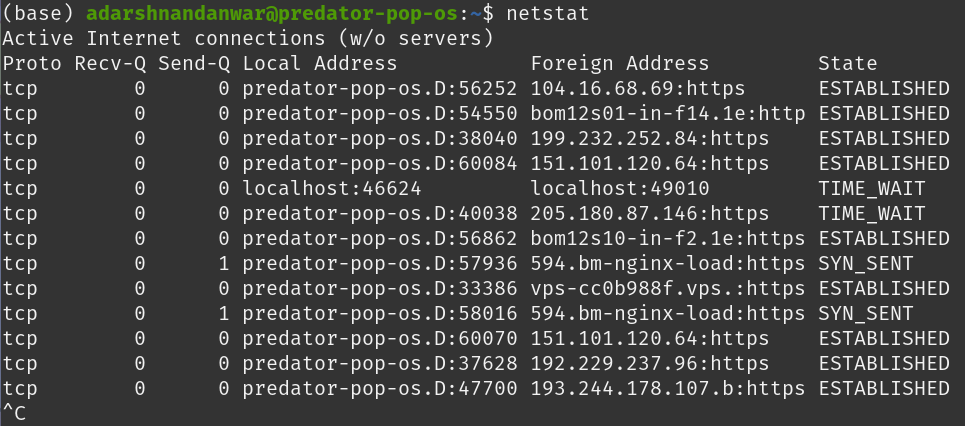 (base) adarshnandanwar@predator-pop-os:~$ netstat
Active Internet connections (w/o servers)
Proto Recv-Q Send-Q Local Address           Foreign Address         State
tcp        0      0 predator-pop-os.D:56252 104.16.68.69:https      ESTABLISHED
tcp        0      0 predator-pop-os.D:54550 bom12s01-in-f14.1e:http ESTABLISHED
tcp        0      0 predator-pop-os.D:38040 199.232.252.84:https    ESTABLISHED
tcp        0      0 predator-pop-os.D:60084 151.101.120.64:https    ESTABLISHED
tcp        0      0 localhost:46624         localhost:49010         TIME_WAIT
tcp        0      0 predator-pop-os.D:40038 205.180.87.146:https    TIME_WAIT
tcp        0      0 predator-pop-os.D:56862 bom12s10-in-f2.1e:https ESTABLISHED
tcp        0      1 predator-pop-os.D:57936 594.bm-nginx-load:https SYN_SENT
tcp        0      0 predator-pop-os.D:33386 vps-cc0b988f.vps.:https ESTABLISHED
tcp        0      1 predator-pop-os.D:58016 594.bm-nginx-load:https SYN_SENT
tcp        0      0 predator-pop-os.D:60070 151.101.120.64:https    ESTABLISHED
tcp        0      0 predator-pop-os.D:37628 192.229.237.96:https    ESTABLISHED
tcp        0      0 predator-pop-os.D:47700 193.244.178.107.b:https ESTABLISHED
^C